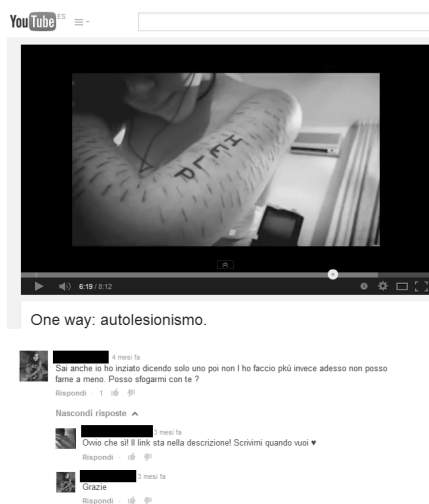 YouTube ES
HELP
6:19 / 8:12
One way: autolesionismo.
4 mesi fa
Sai anche io ho inziato dicendo solo uno poi non l ho faccio pkù invece adesso non posso
farne a meno. Posso sfogarmi con te ?
Rispondi · 1
Nascondi risposte
3 mesi fa
Ovvio che sì! Il link sta nella descrizione! Scrivimi quando vuoi ♥
Rispondi ·
3 mesi fa
Grazie
Rispondi ·